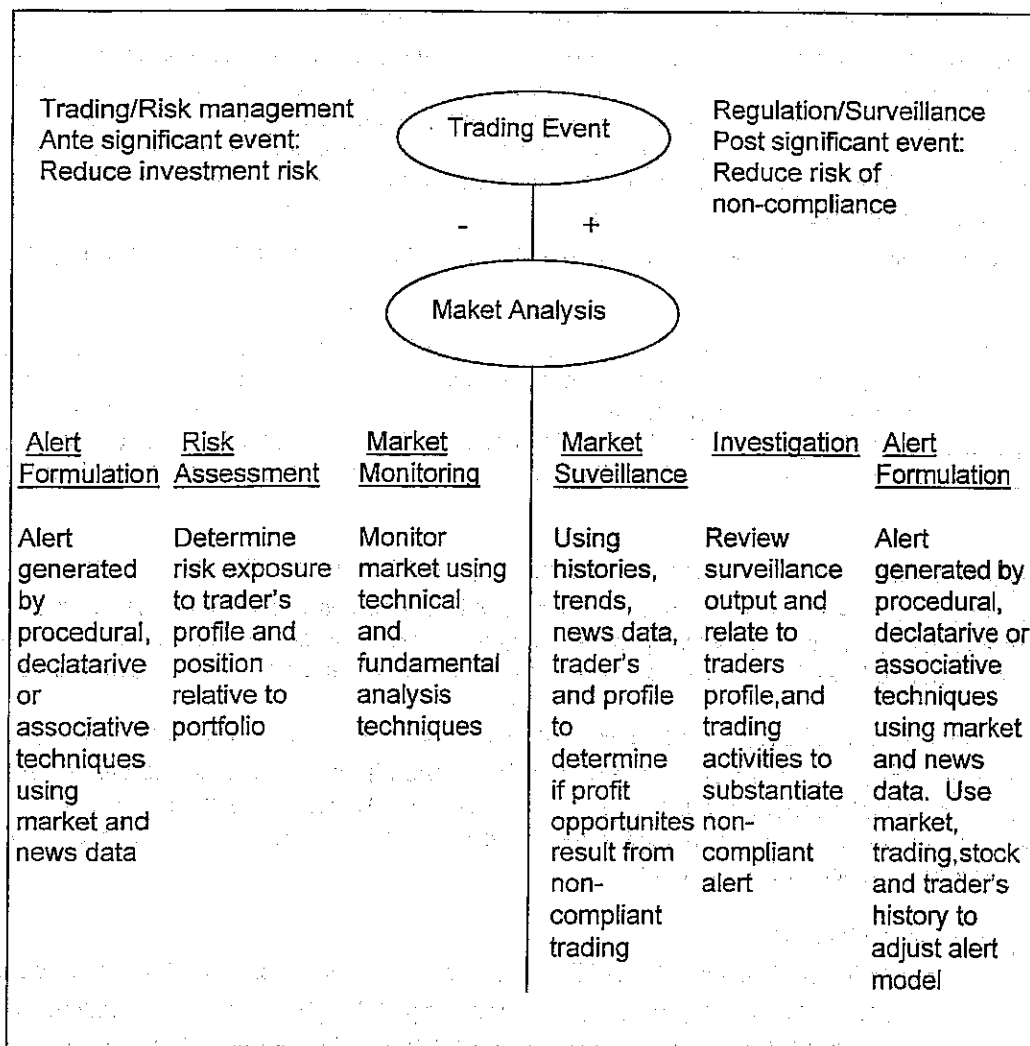 Trading/Risk management
Ante significant event:
Reduce investment risk
Trading Event
Regulation/Surveillance
Post significant event:
Reduce risk of
non-compliance
- +
Maket Analysis
Alert
Formulation
Alert
generated
by
procedural,
declatarive
or
associative
techniques
using
market and
news data
Risk
Assessment
Determine
risk exposure
to trader's
profile and
position
relative to
portfolio
Market
Monitoring
Monitor
market using
technical
and
fundamental
analysis
techniques
Market
Suveillance
Using
histories,
trends,
news data,
trader's
and profile
to
determine
if profit
opportunites
result from
non-
compliant
trading
Investigation
Review
surveillance
output and
relate to
traders
profile,and
trading
activities to
substantiate
non-
compliant
alert
Alert
Formulation
Alert
generated by
procedural,
declatarive or
associative
techniques
using market
and news
data. Use
market,
trading,stock
and trader's
history to
adjust alert
model